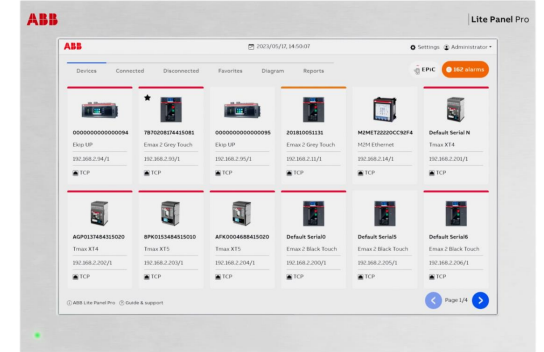 ABB
Lite Panel Pro
ABB
2023/05/17, 14:50:07
Settings
Administrator
Devices
Connected
Disconnected
Favorites
Diagram
Reports
EPiC
162 alarms
0000000000000094
Ekip UP
192.168.2.94/1
TCP
7B70208174415081
Emax 2 Grey Touch
192.168.2.93/1
TCP
0000000000000095
Ekip UP
192.168.2.95/1
TCP
201810051131
Emax 2 Grey Touch
192.168.2.11/1
TCP
M2MET22220CC92F4
M2M Ethernet
192.168.2.14/1
TCP
Default Serial N
Tmax XT4
192.168.2.201/1
TCP
AGP0137484315020
Tmax XT4
192.168.2.202/1
TCP
BPK0153484515010
Tmax XT5
192.168.2.203/1
TCP
AFK0004688415020
Tmax XT5
192.168.2.204/1
TCP
Default Serial0
Emax 2 Black Touch
192.168.2.200/1
TCP
Default Serial5
Emax 2 Black Touch
192.168.2.205/1
TCP
Default Serial6
Emax 2 Black Touch
192.168.2.206/1
TCP
ABB Lite Panel Pro
Guide & support
Page 1/4